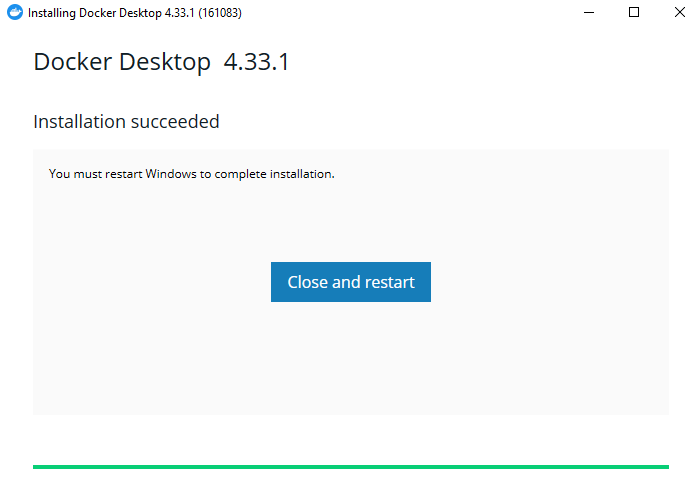 Installing Docker Desktop 4.33.1 (161083)
Docker Desktop 4.33.1
Installation succeeded
You must restart Windows to complete installation.
Close and restart